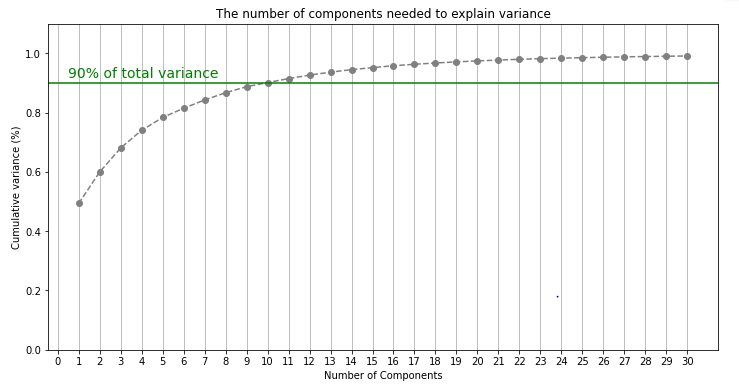 The number of components needed to explain variance
1.0
90% of total variance
0.8
0.6
0.4
0.2
0.0
Cumulative variance (%)
0 1 2 3 4 5 6 7 8 9 10 11 12 13 14 15 16 17 18 19 20 21 22 23 24 25 26 27 28 29 30
Number of Components